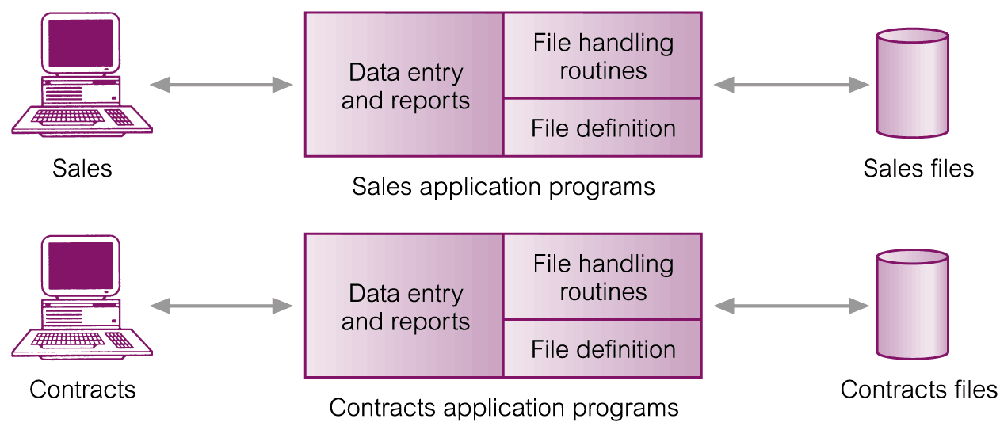 Data entry
and reports
File handling
routines
File definition
Sales
Sales application programs
Sales files
Data entry
and reports
File handling
routines
File definition
Contracts
Contracts application programs
Contracts files